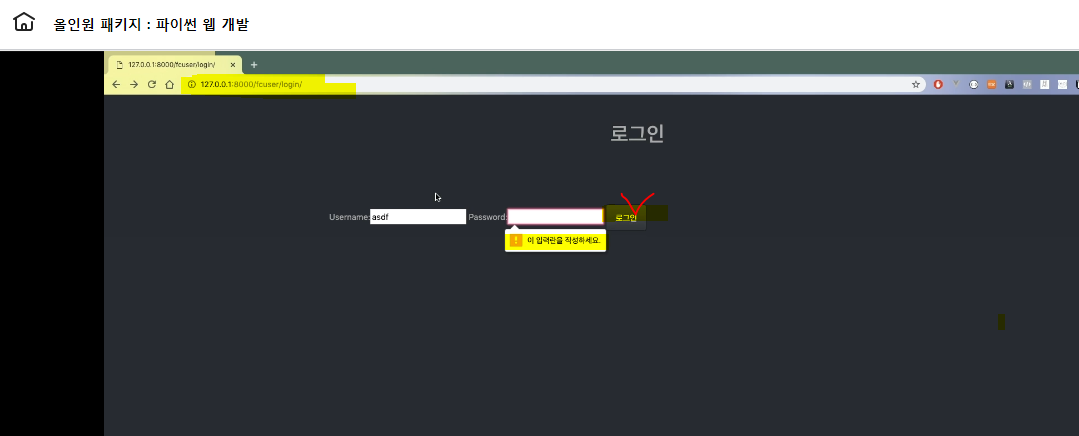 올인원 패키지 : 파이썬 웹 개발
127.0.0.1:8000/fcuser/login/
127.0.0.1:8000/fcuser/login/
로그인
Username: asdf Password: 로그인
이 입력란을 작성하세요.